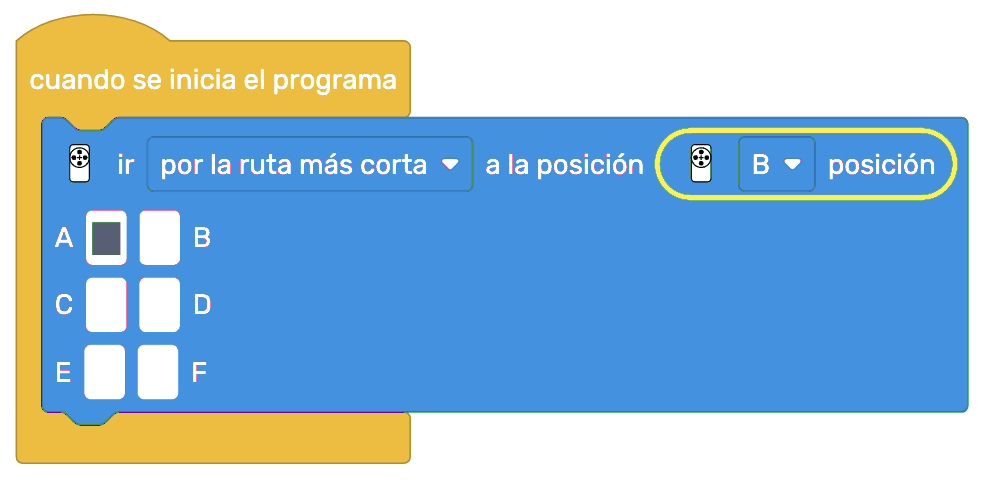 cuando se inicia el programa
ir por la ruta más corta a la posición B posición
A B
C D
E F